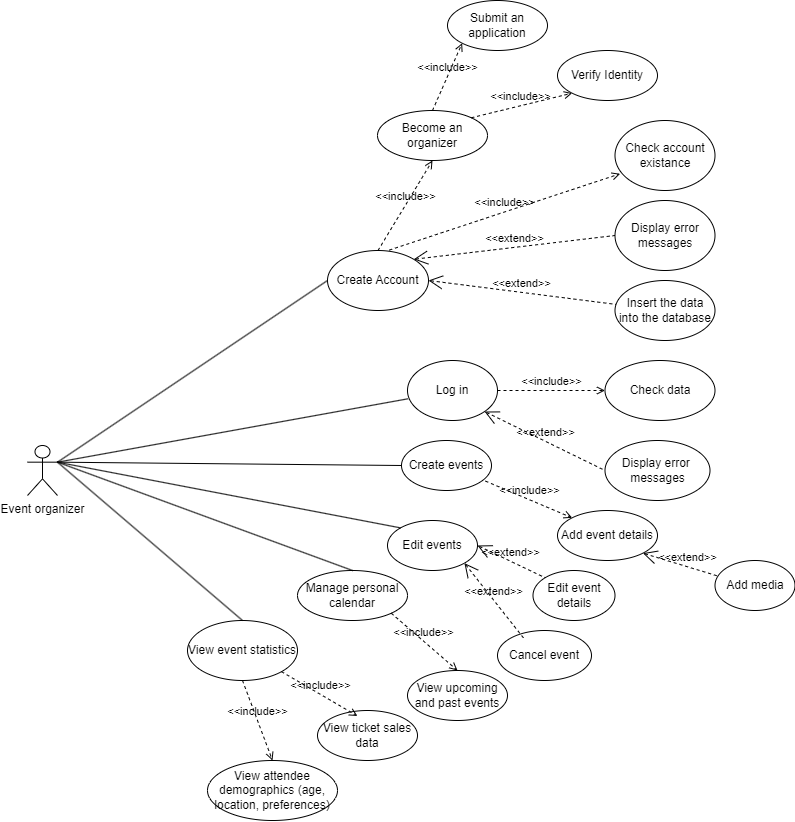 Submit an
application
<<include>>
Verify Identity
<<include>>
Become an
organizer
Check account
existance
<<include>>
<<include>>
Display error
messages
<<extend>>
Create Account
<<extend>>
Insert the data
into the database
Log in
<<include>>
Check data
<<extend>>
Create events
Display error
messages
<<include>>
Event organizer
Add event details
Edit events
<<extend>>
<<extend>>
Add media
Manage personal
calendar
<<extend>>
Edit event
details
<<include>>
View event statistics
Cancel event
<<include>>
View upcoming
and past events
<<include>>
View ticket sales
data
View attendee
demographics (age,
location, preferences)